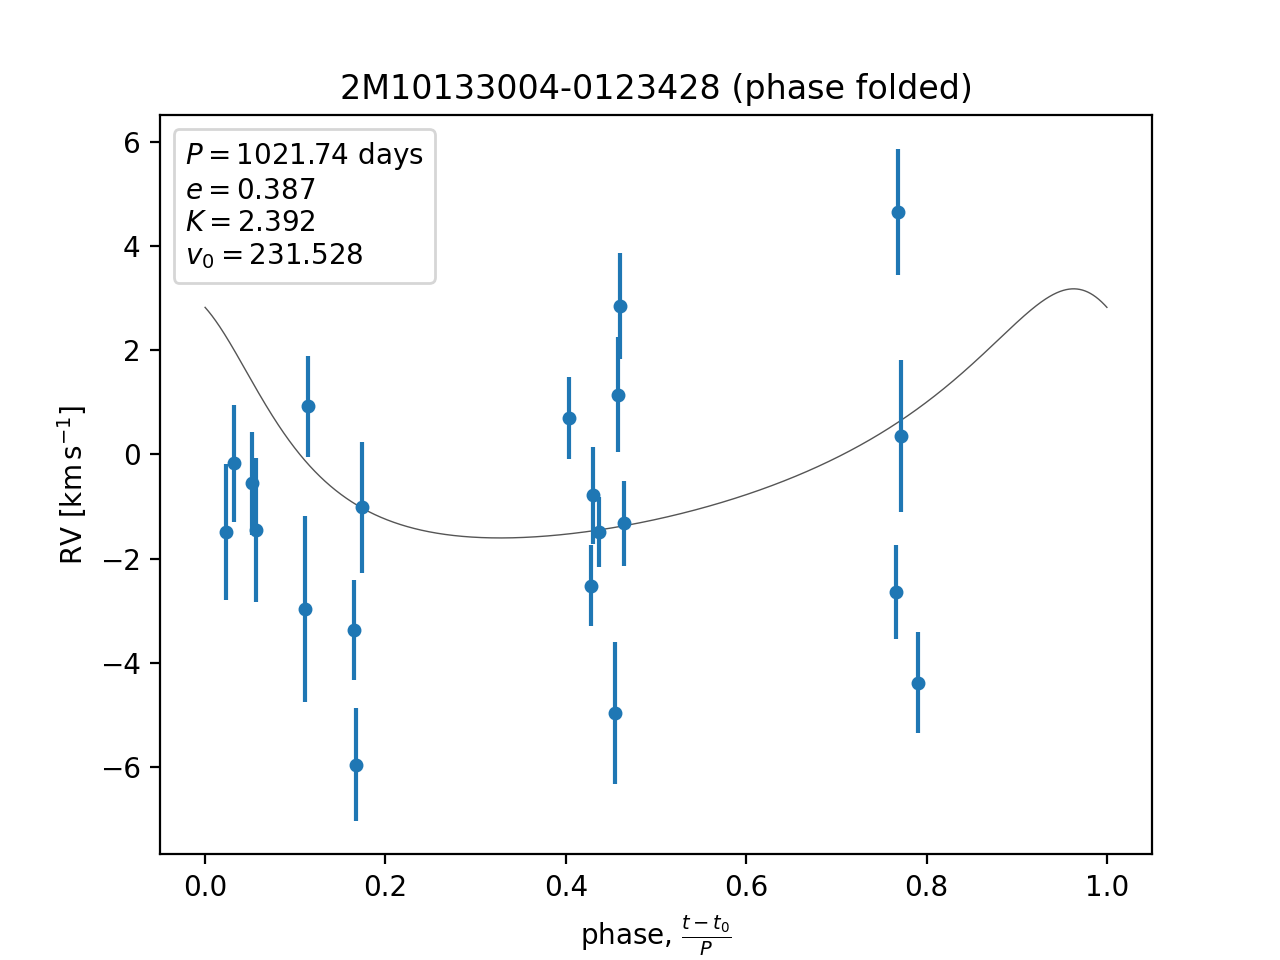 2M10133004-0123428 (phase folded)
P = 1021.74 days
e = 0.387
K = 2.392
v₀ = 231.528
RV [km s⁻¹]
6
4
2
0
−2
−4
−6
0.0 0.2 0.4 0.6 0.8 1.0
phase, (t − t₀)/P